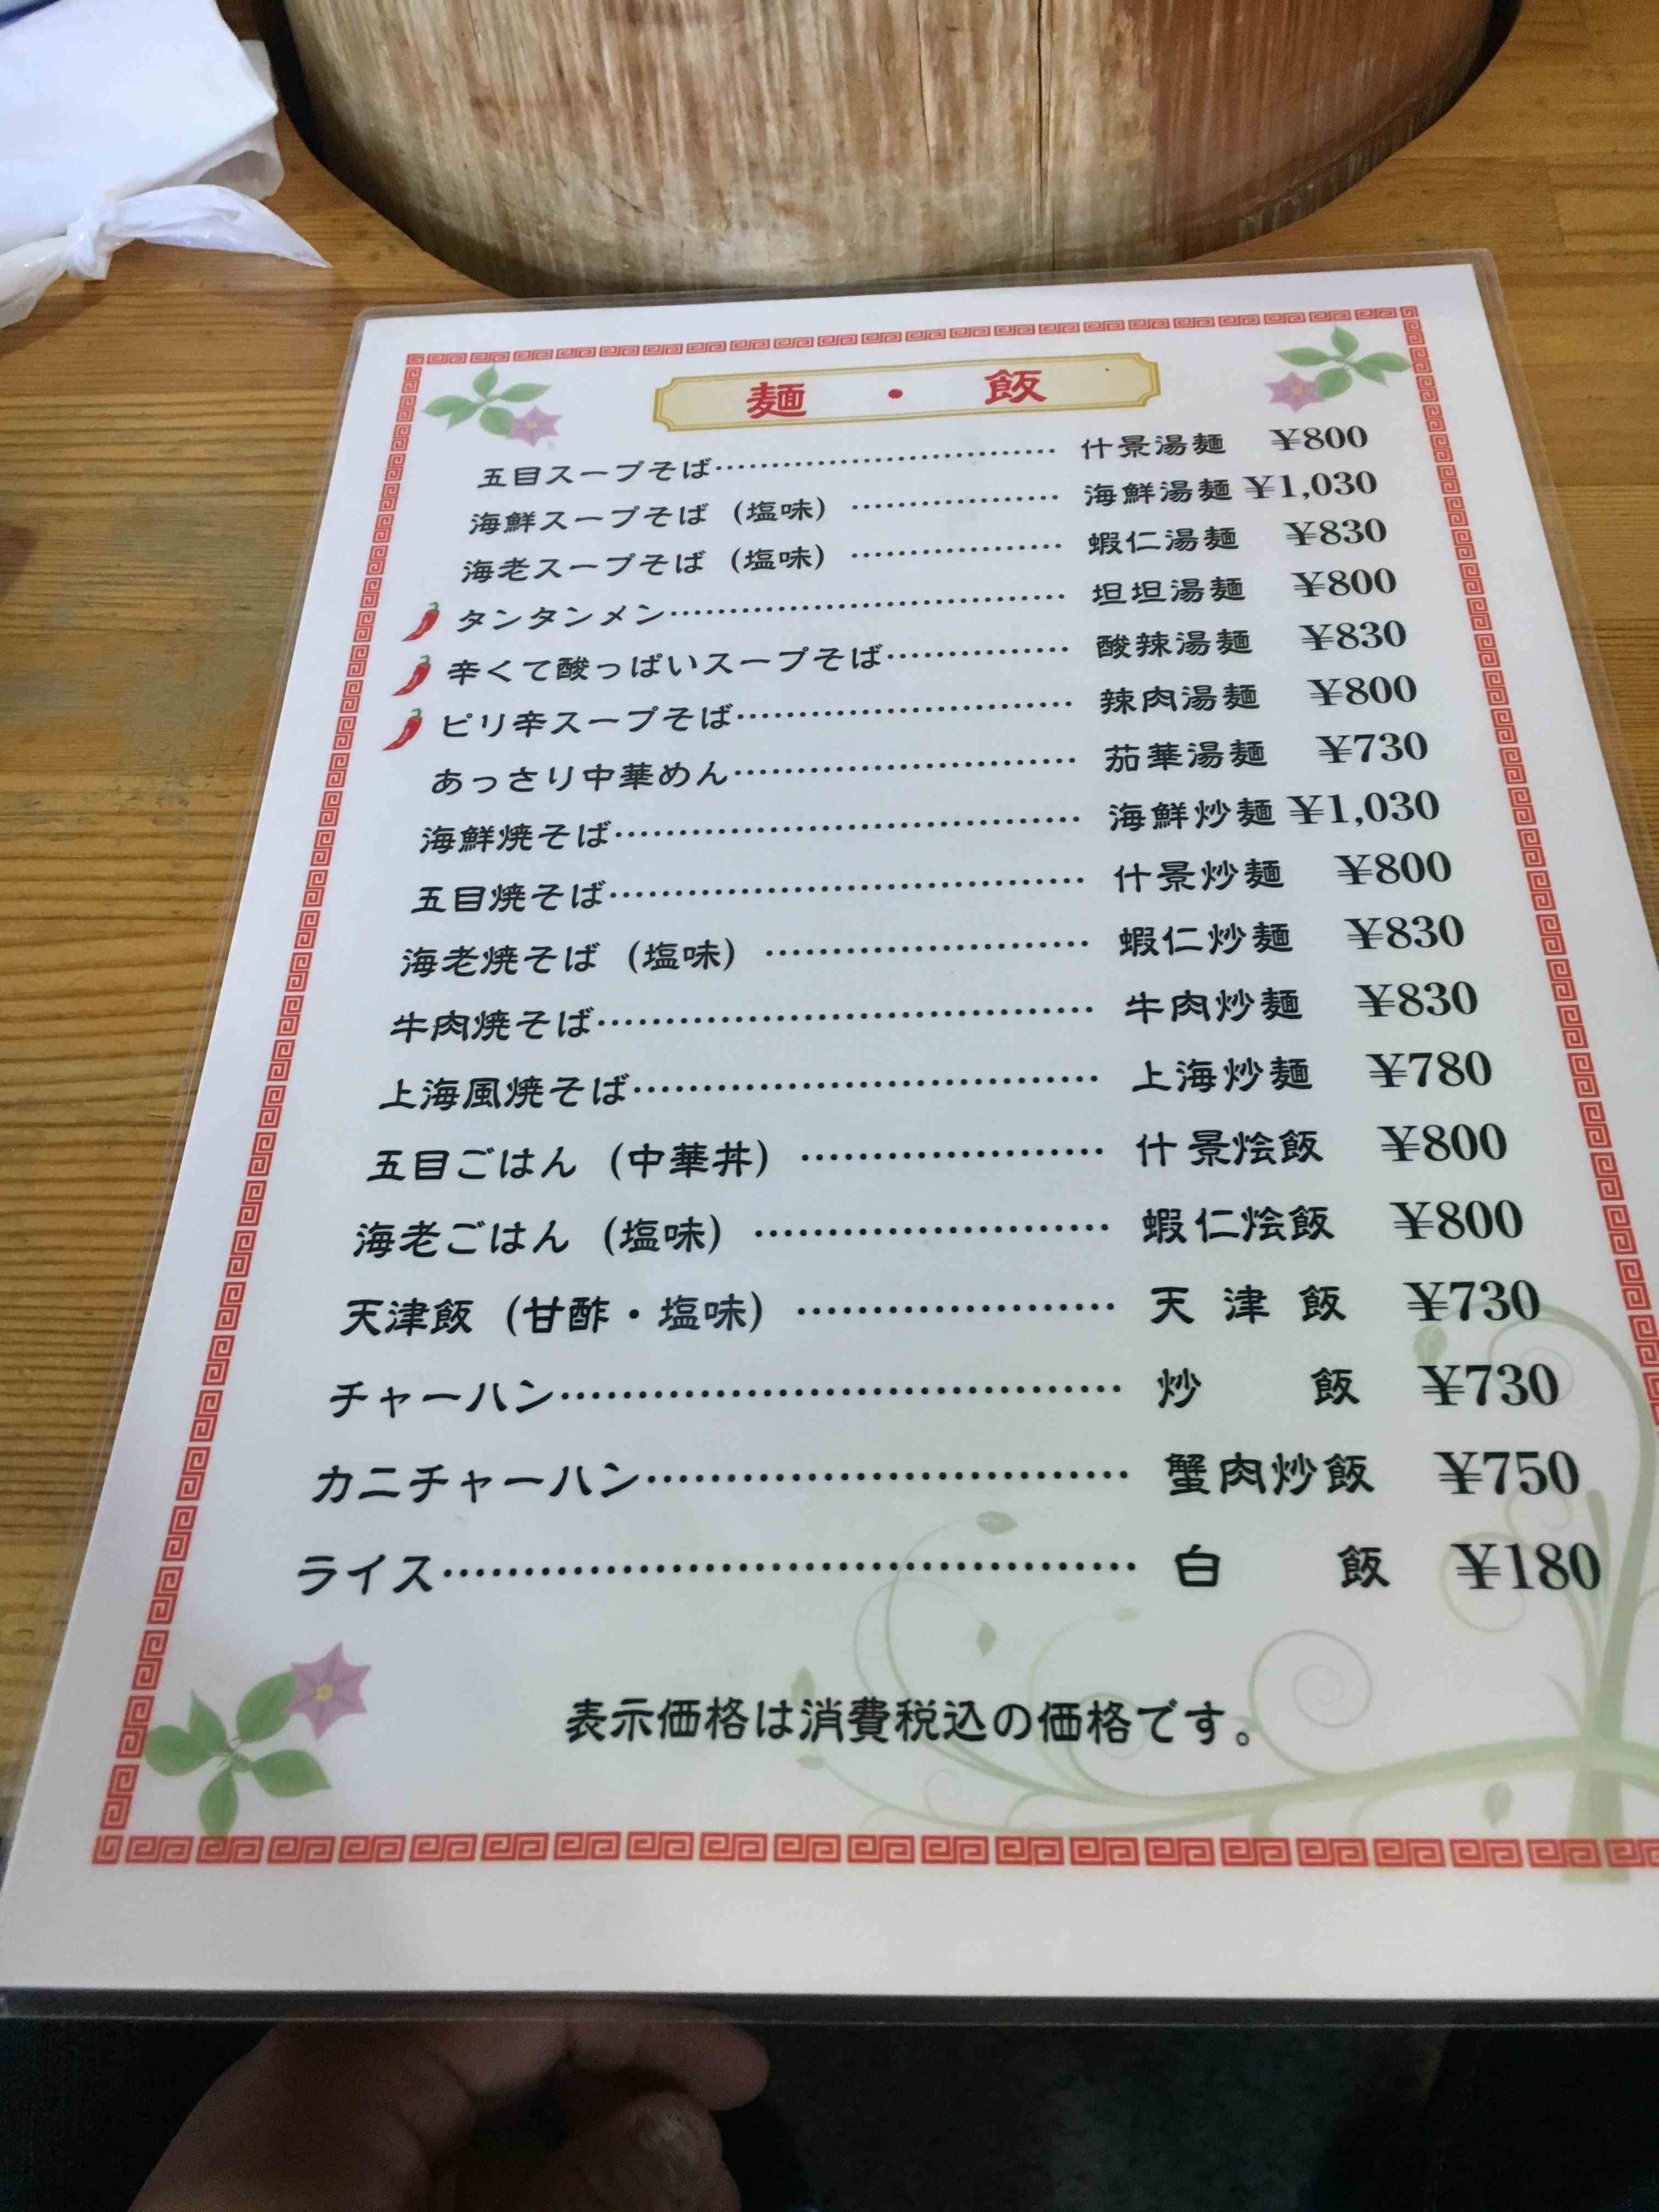 麺・飯
五目スープそば……………………………什景湯麺 ¥800
海鮮スープそば（塩味）…………………海鮮湯麺 ¥1,030
海老スープそば（塩味）…………………蝦仁湯麺 ¥830
タンタンメン………………………………坦坦湯麺 ¥800
辛くて酸っぱいスープそば………………酸辣湯麺 ¥830
ピリ辛スープそば…………………………辣肉湯麺 ¥800
あっさり中華めん…………………………茄華湯麺 ¥730
海鮮焼そば…………………………………海鮮炒麺 ¥1,030
五目焼そば…………………………………什景炒麺 ¥800
海老焼そば（塩味）………………………蝦仁炒麺 ¥830
牛肉焼そば…………………………………牛肉炒麺 ¥830
上海風焼そば………………………………上海炒麺 ¥780
五目ごはん（中華丼）……………………什景烩飯 ¥800
海老ごはん（塩味）………………………蝦仁烩飯 ¥800
天津飯（甘酢・塩味）……………………天津飯 ¥730
チャーハン…………………………………炒飯 ¥730
カニチャーハン……………………………蟹肉炒飯 ¥750
ライス………………………………………白飯 ¥180
表示価格は消費税込の価格です。